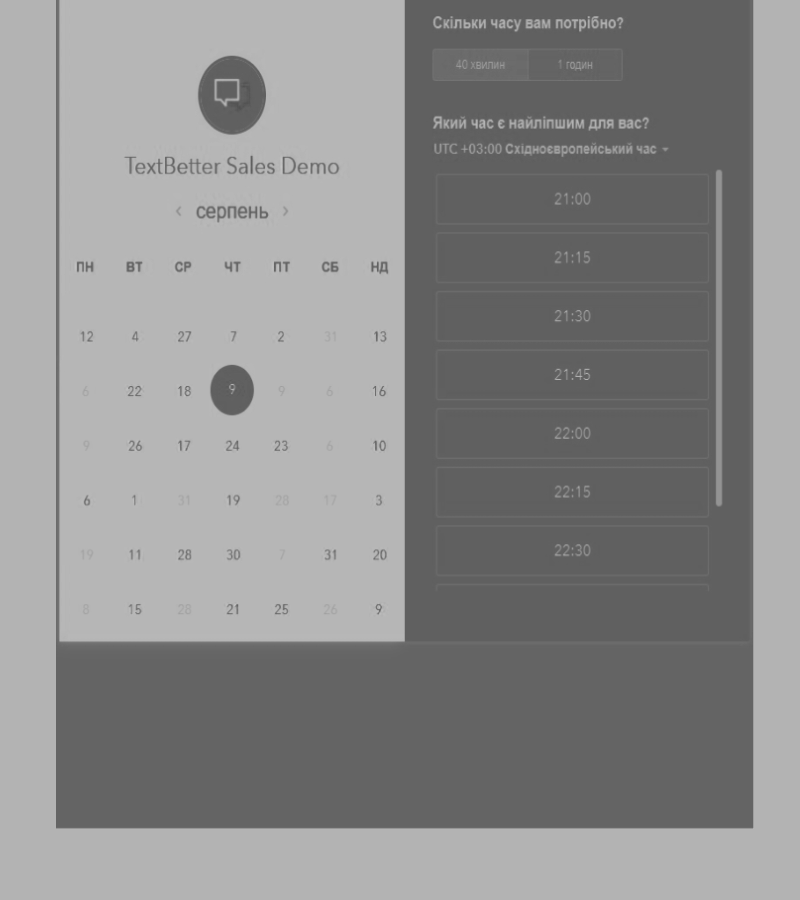 TextBetter Sales Demo
‹ серпень ›
ПН ВТ СР ЧТ ПТ СБ НД
12 4 27 7 2 31 13
6 22 18 9 9 6 16
9 26 17 24 23 6 10
6 1 31 19 28 17 3
19 11 28 30 7 31 20
8 15 28 21 25 26 9
Скільки часу вам потрібно?
40 хвилин 1 годин
Який час є найліпшим для вас?
UTC +03:00 Східноєвропейський час
21:00
21:15
21:30
21:45
22:00
22:15
22:30